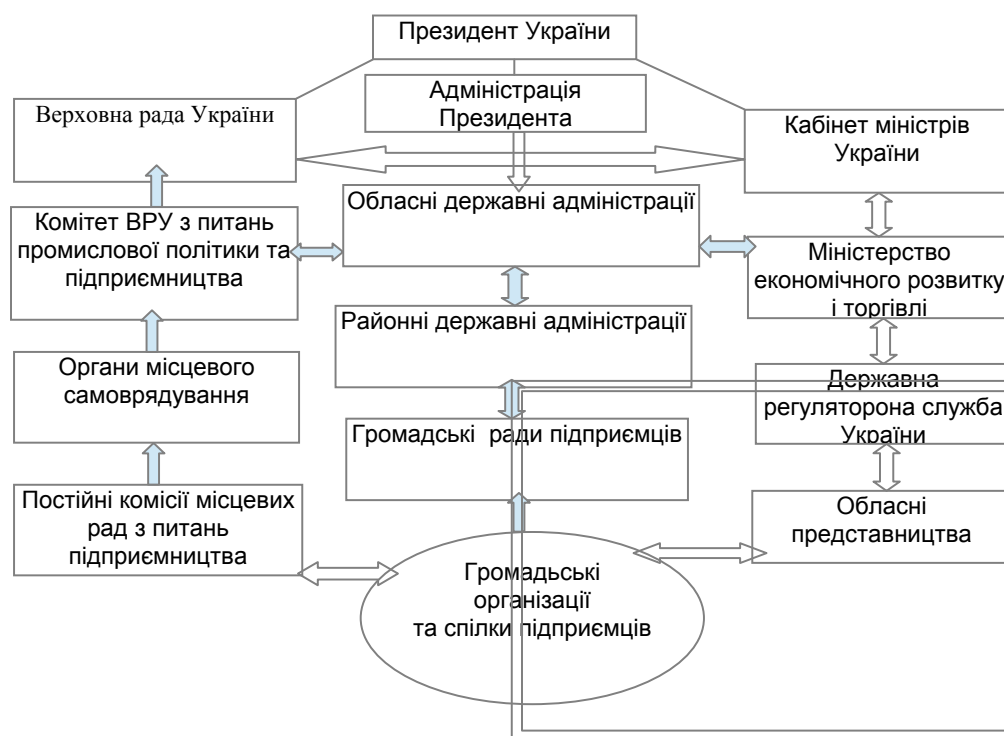 Президент України
Адміністрація
Президента
Верховна рада України
Кабінет міністрів
України
Обласні державні адміністрації
Комітет ВРУ з питань
промислової політики та
підприємництва
Міністерство
економічного розвитку
і торгівлі
Районні державні адміністрації
Органи місцевого
самоврядування
Державна
регуляторона служба
України
Громадські ради підприємців
Постійні комісії місцевих
рад з питань
підприємництва
Обласні
представництва
Громадьські
організації
та спілки підприємців